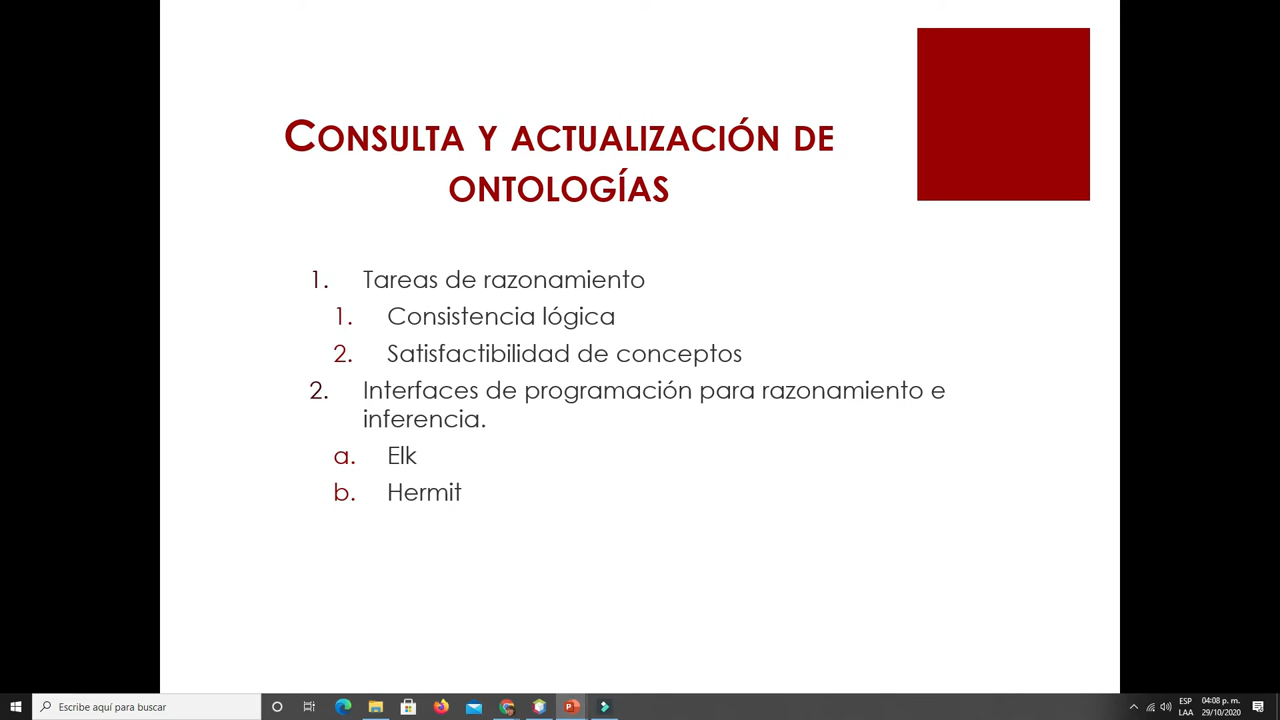 CONSULTA Y ACTUALIZACIÓN DE
ONTOLOGÍAS
1. Tareas de razonamiento
1. Consistencia lógica
2. Satisfactibilidad de conceptos
2. Interfaces de programación para razonamiento e
inferencia.
a. Elk
b. Hermit
Escribe aquí para buscar
ESP
LAA
04:08 p. m.
29/10/2020